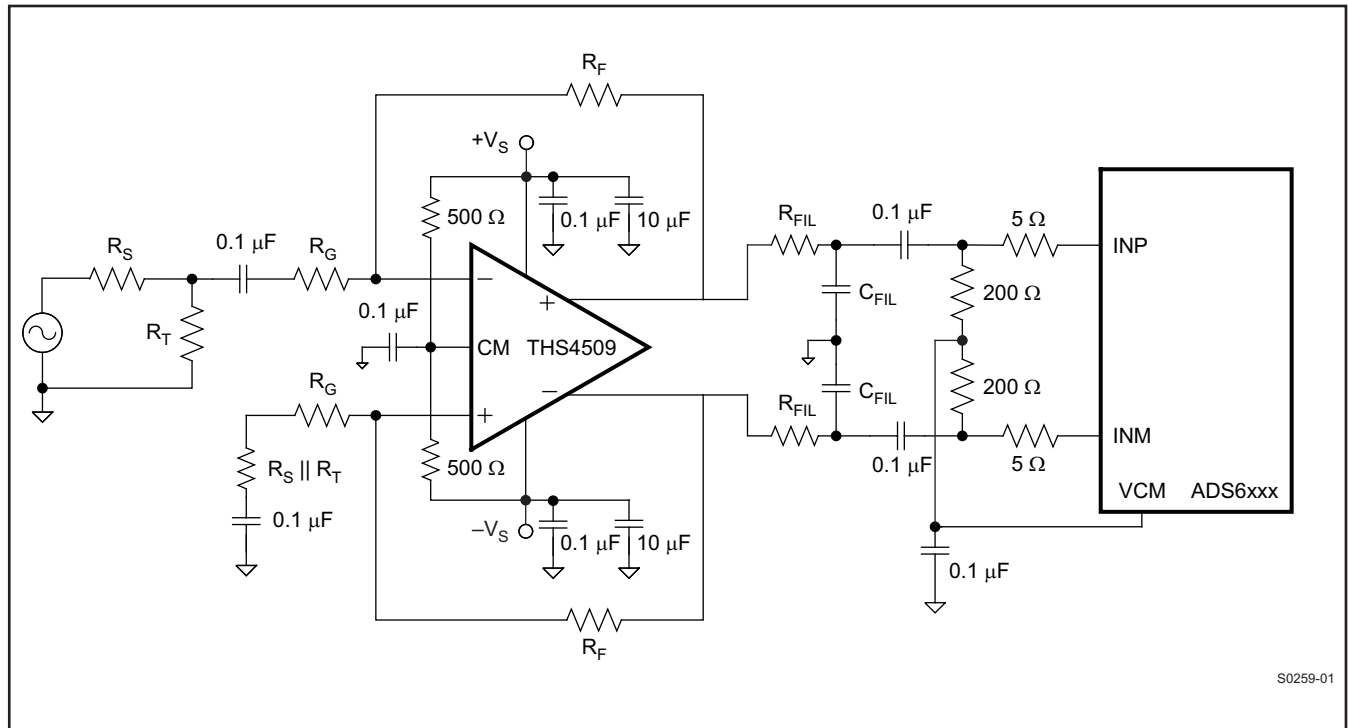 R_F
+V_S
500 Ω
0.1 μF
10 μF
R_S
0.1 μF
R_G
R_T
0.1 μF
−
+
CM
THS4509
−
+
R_G
R_S || R_T
0.1 μF
500 Ω
−V_S
0.1 μF
10 μF
R_F
R_FIL
0.1 μF
5 Ω
INP
C_FIL
200 Ω
C_FIL
200 Ω
R_FIL
0.1 μF
5 Ω
INM
VCM
ADS6xxx
0.1 μF
S0259-01